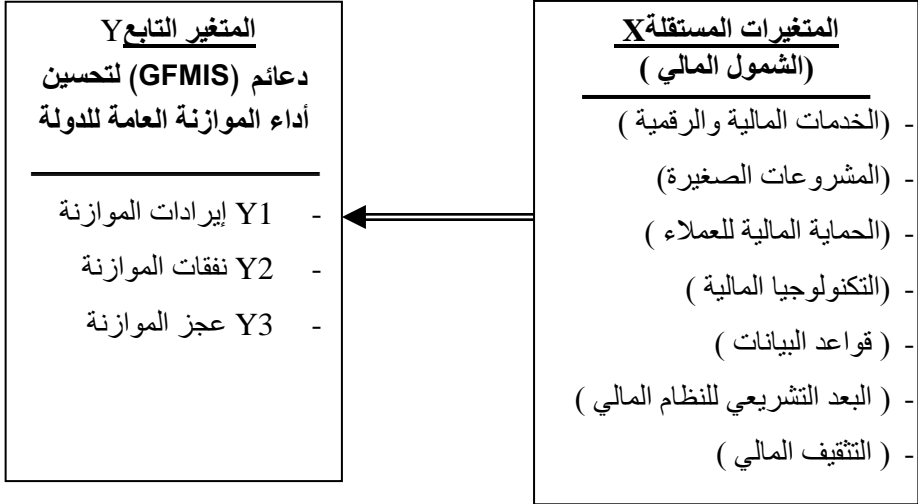 المتغيرات المستقلةX
(الشمول المالي )
- (الخدمات المالية والرقمية )
- (المشروعات الصغيرة)
- (الحماية المالية للعملاء )
- (التكنولوجيا المالية )
- ( قواعد البيانات )
- ( البعد التشريعي للنظام المالي )
- ( التثقيف المالي )
المتغير التابعY
دعائم (GFMIS) لتحسين
أداء الموازنة العامة للدولة
- Y1 إيرادات الموازنة
- Y2 نفقات الموازنة
- Y3 عجز الموازنة